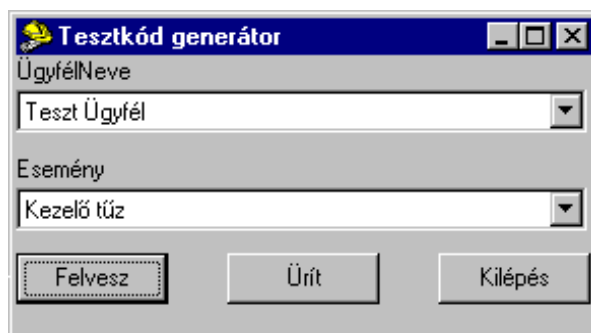 Tesztkód generátor
ÜgyfélNeve
Teszt Ügyfél
Esemény
Kezelő tűz
Felvesz Ürít Kilépés